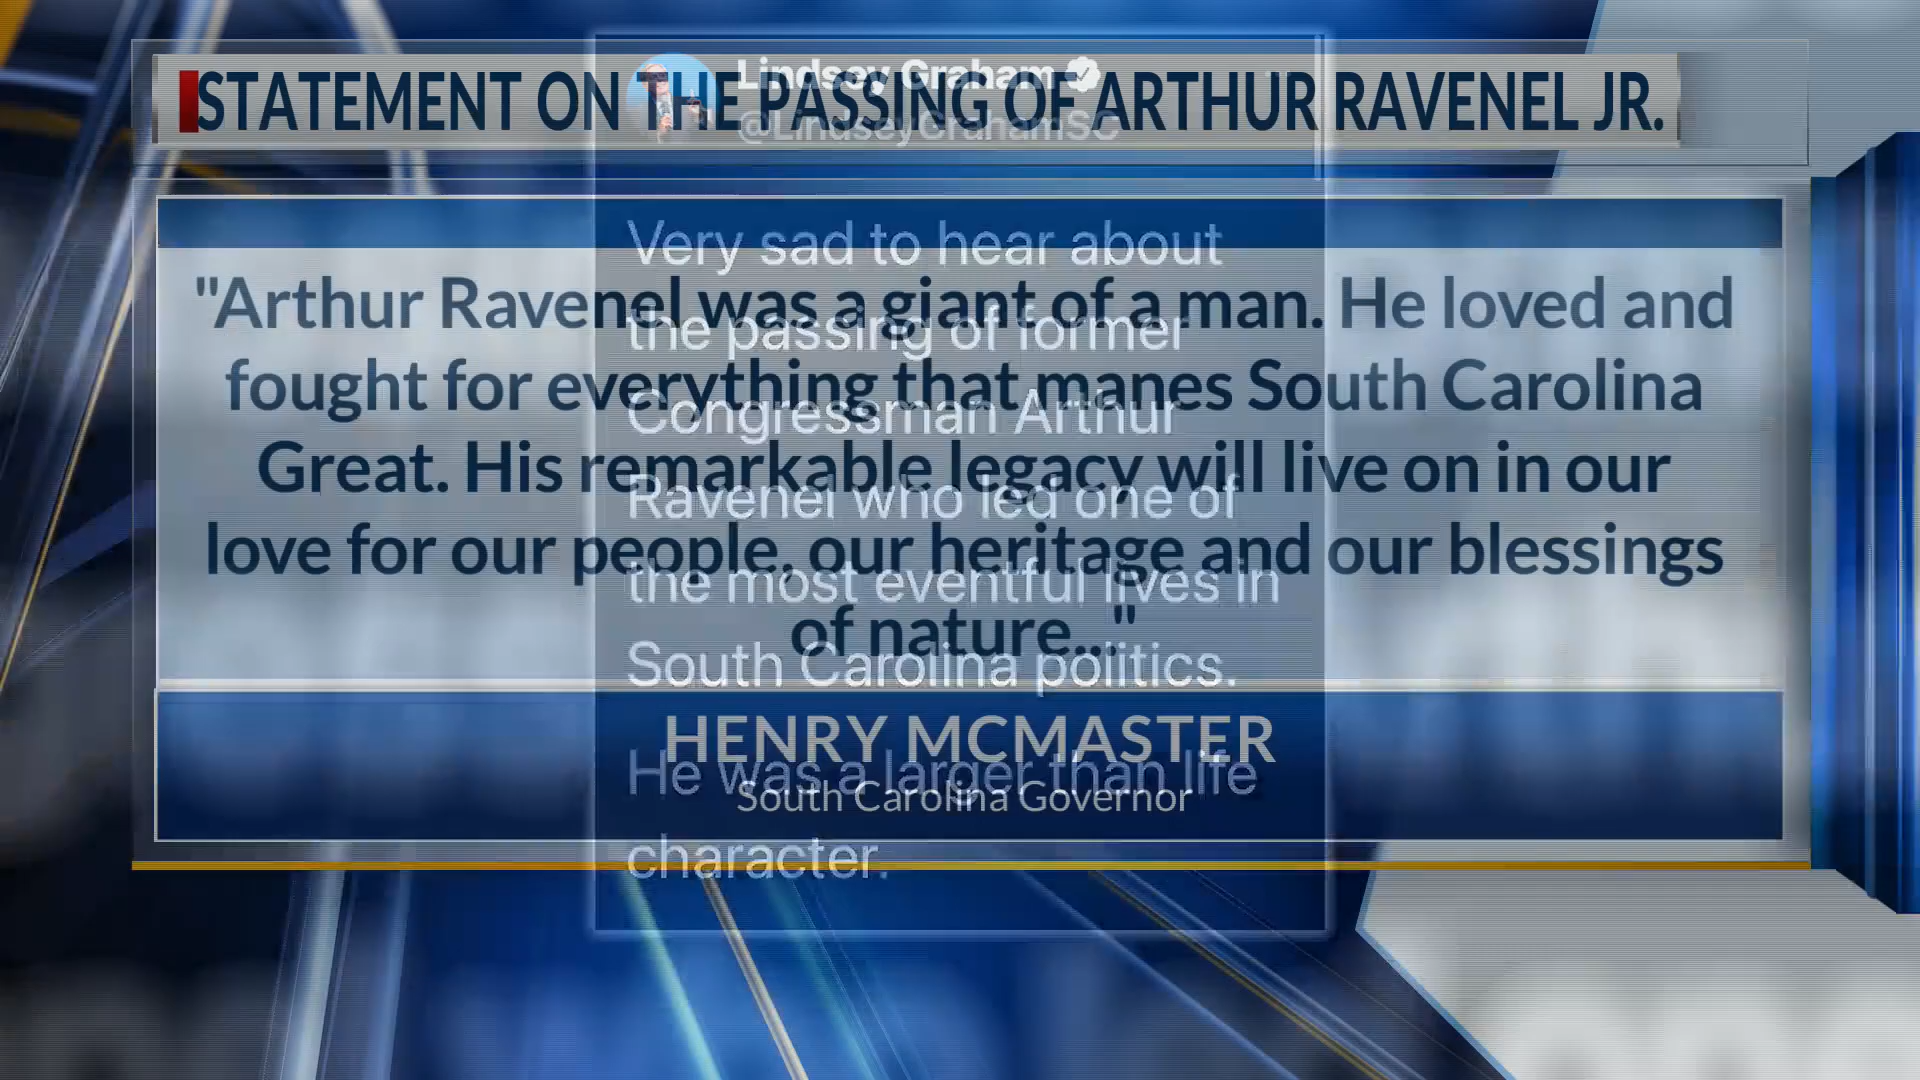 STATEMENT ON THE PASSING OF ARTHUR RAVENEL JR.
"Arthur Ravenel was a giant of a man. He loved and
fought for everything that manes South Carolina
Great. His remarkable legacy will live on in our
love for our people, our heritage and our blessings
of nature..."
HENRY MCMASTER
South Carolina Governor
Lindsey Graham
@LindseyGrahamSC
Very sad to hear about
the passing of former
Congressman Arthur
Ravenel who led one of
the most eventful lives in
South Carolina politics.
He was a larger than life
character.